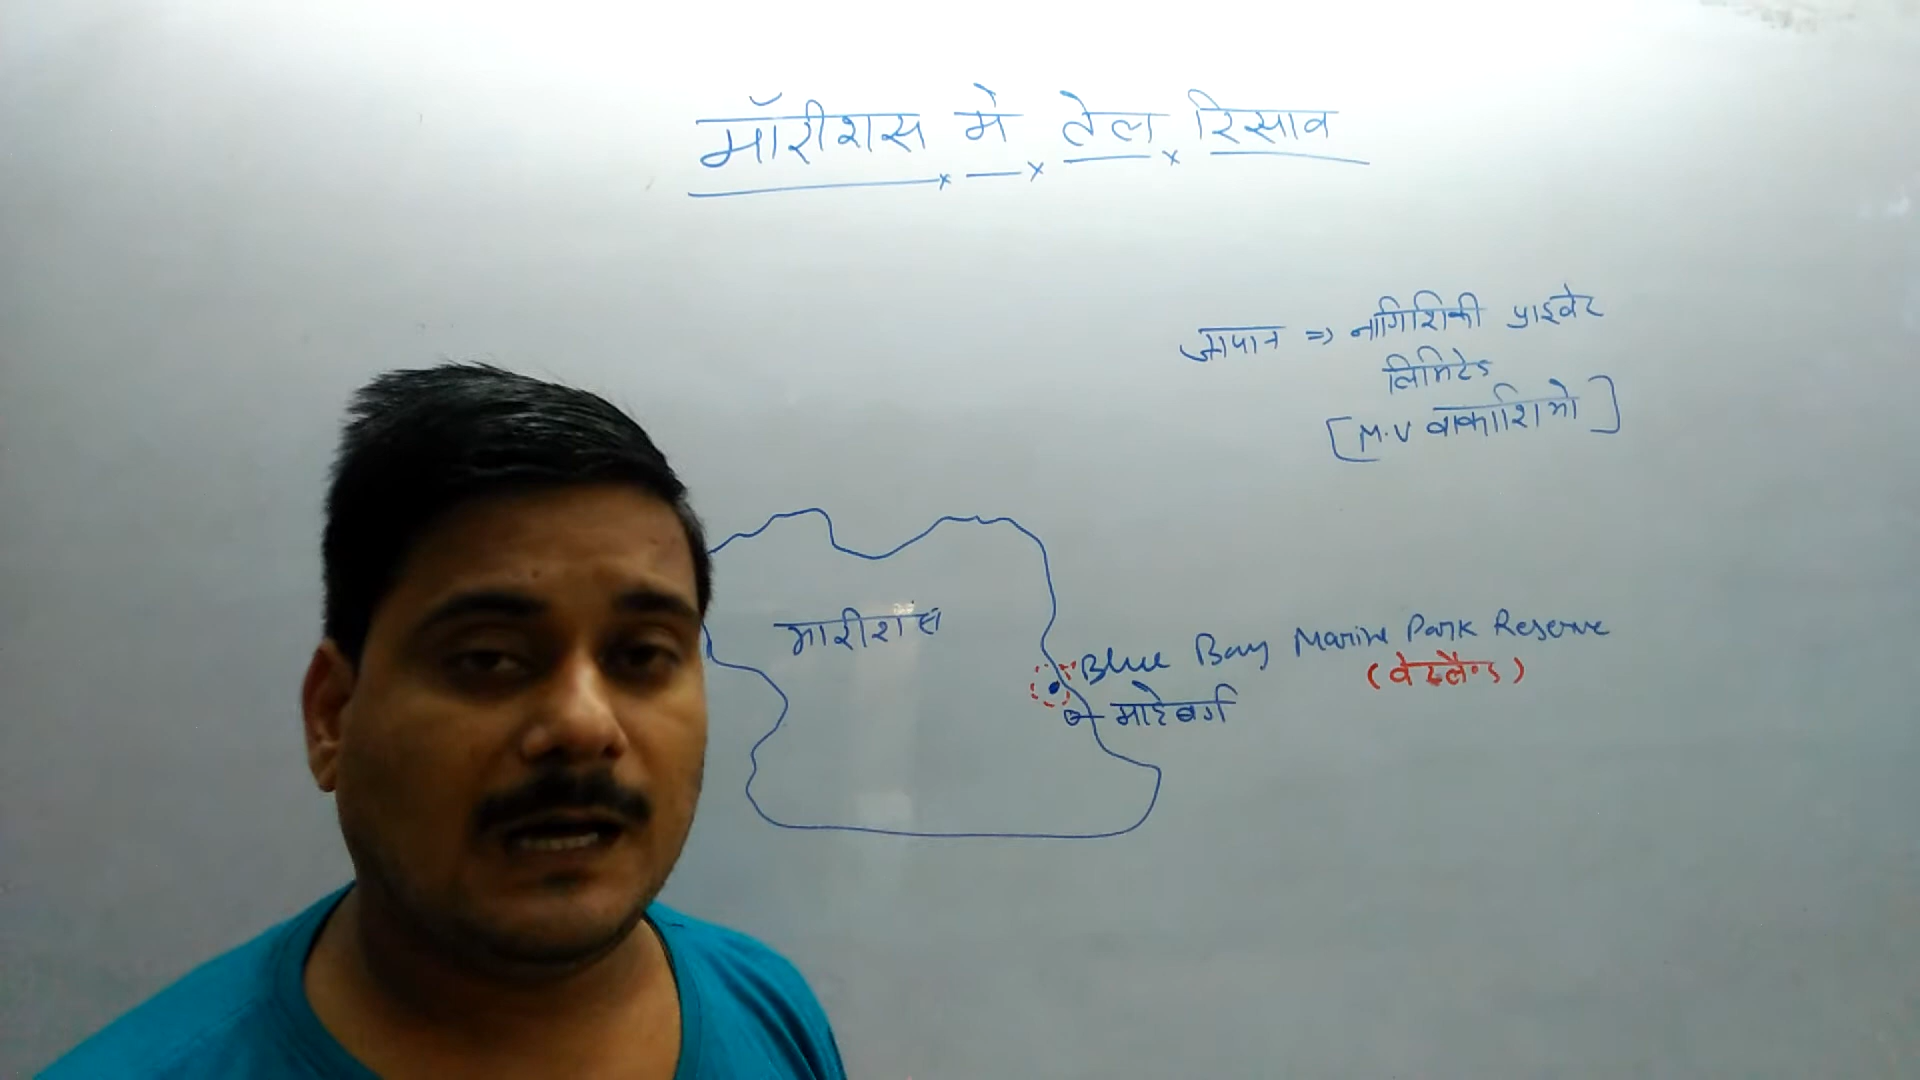 मॉरीशस में तेल रिसाव
जापान => नागिशिकी प्राइवेट
लिमिटेड
[M.V वाकाशिओ]
मारीशस
Blue Bay Marine Park Reserve
(वेटलैण्ड)
माहेबर्ग